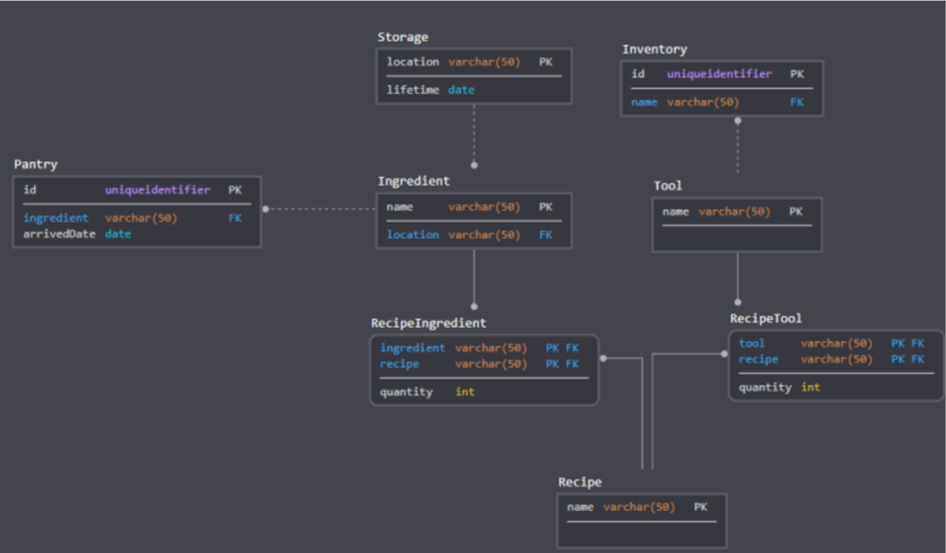 Storage
location varchar(50) PK
lifetime date
Inventory
id uniqueidentifier PK
name varchar(50) FK
Pantry
id uniqueidentifier PK
ingredient varchar(50) FK
arrivedDate date
Ingredient
name varchar(50) PK
location varchar(50) FK
Tool
name varchar(50) PK
RecipeIngredient
ingredient varchar(50) PK FK
recipe varchar(50) PK FK
quantity int
RecipeTool
tool varchar(50) PK FK
recipe varchar(50) PK FK
quantity int
Recipe
name varchar(50) PK